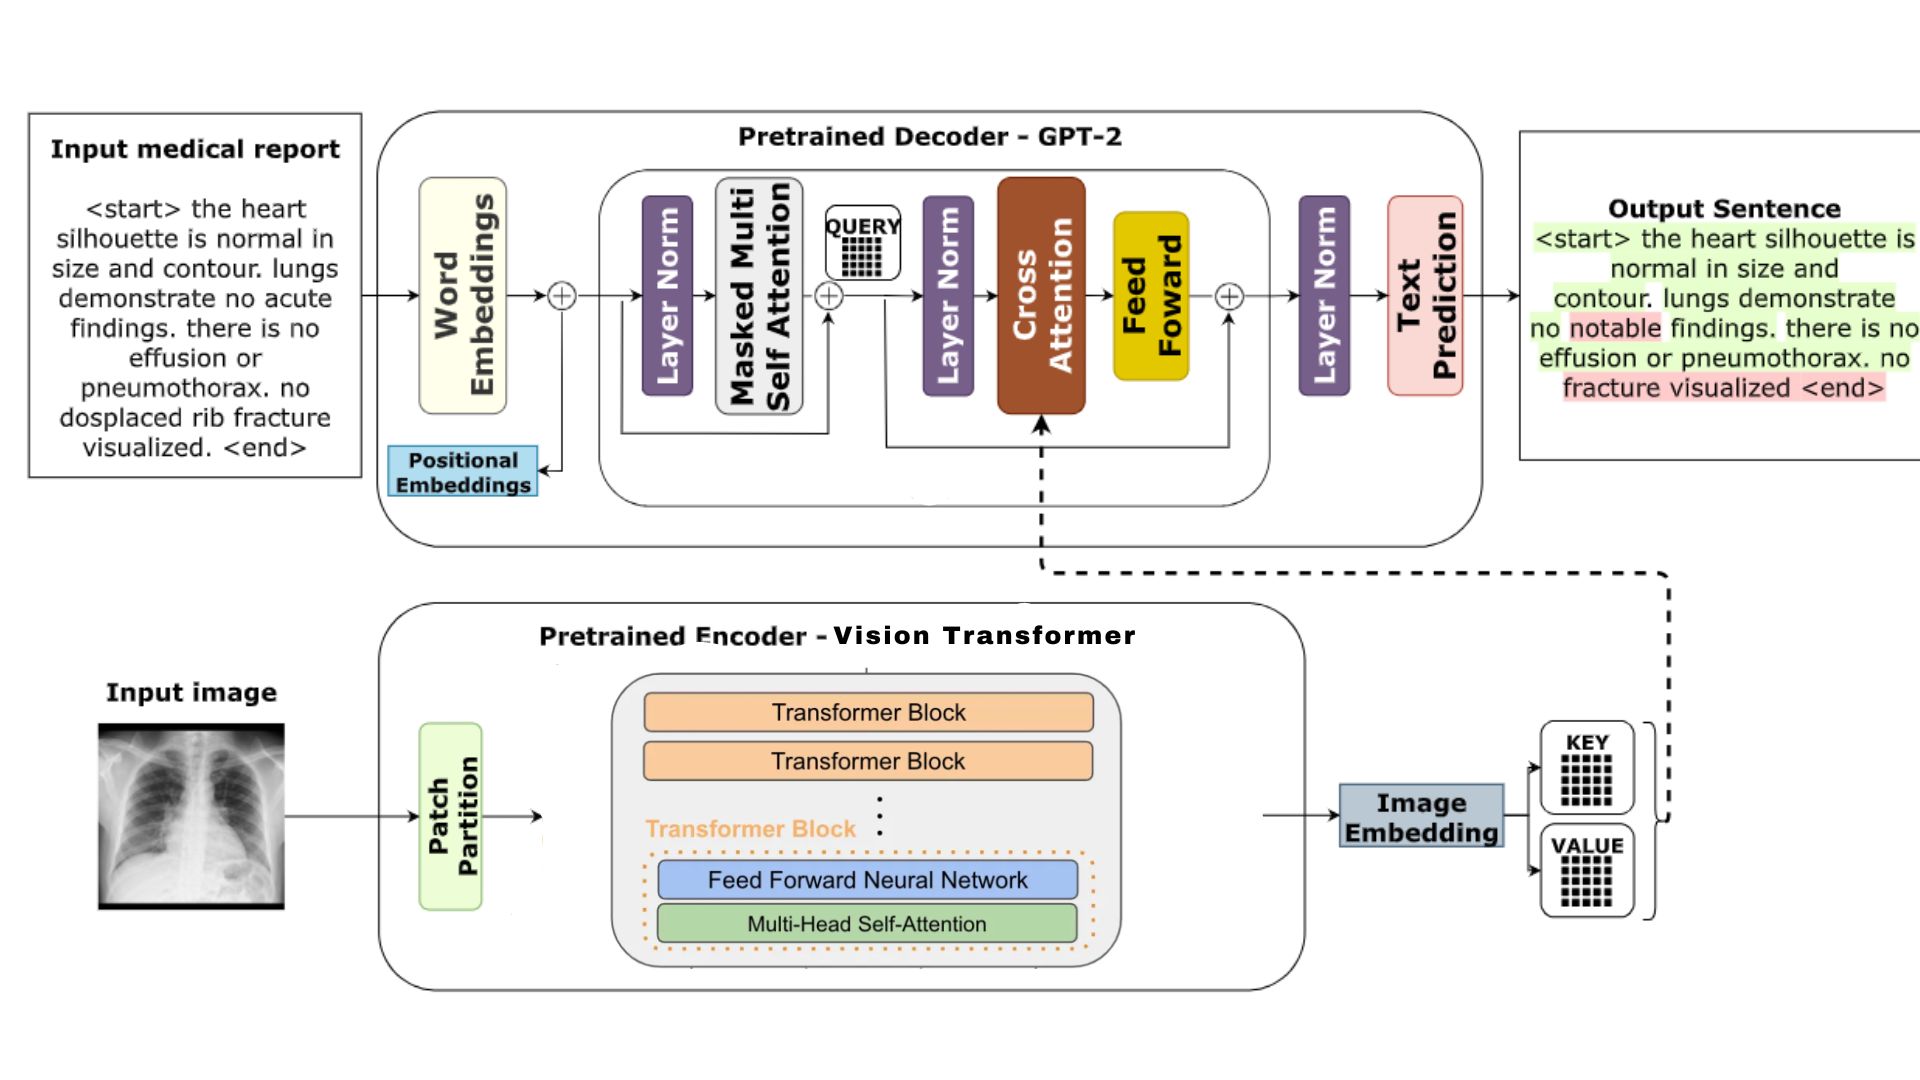 Pretrained Decoder - GPT-2
Input medical report
<start> the heart
silhouette is normal in
size and contour. lungs
demonstrate no acute
findings. there is no
effusion or
pneumothorax. no
dosplaced rib fracture
visualized. <end>
Word
Embeddings
Positional
Embeddings
Layer Norm
Masked Multi
Self Attention
QUERY
Layer Norm
Cross
Attention
Feed
Foward
Layer Norm
Text
Prediction
Output Sentence
<start> the heart silhouette is
normal in size and
contour. lungs demonstrate
no notable findings. there is no
effusion or pneumothorax. no
fracture visualized <end>
Pretrained Encoder - Vision Transformer
Input image
Patch
Partition
Transformer Block
Transformer Block
Transformer Block
Feed Forward Neural Network
Multi-Head Self-Attention
Image
Embedding
KEY
VALUE